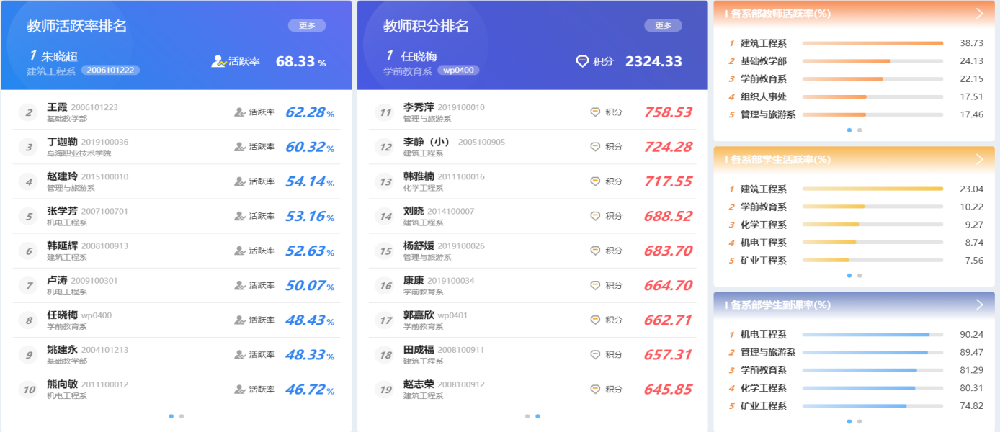 教师活跃率排名
更多
1 朱晓超
活跃率 68.33 %
建筑工程系 2006101222
2 王霞 2006101223
基础教学部
活跃率 62.28 %
3 丁迦勒 2019100036
乌海职业技术学院
活跃率 60.32 %
4 赵建玲 2015100010
管理与旅游系
活跃率 54.14 %
5 张学芳 2007100701
机电工程系
活跃率 53.16 %
6 韩延辉 2008100913
建筑工程系
活跃率 52.63 %
7 卢涛 2009100301
机电工程系
活跃率 50.07 %
8 任晓梅 wp0400
学前教育系
活跃率 48.43 %
9 姚建永 2004101213
基础教学部
活跃率 48.33 %
10 熊向敏 2011100012
机电工程系
活跃率 46.72 %
教师积分排名
更多
1 任晓梅
积分 2324.33
学前教育系 wp0400
11 李秀萍 2019100010
管理与旅游系
积分 758.53
12 李静（小） 2005100905
建筑工程系
积分 724.28
13 韩雅楠 2011100016
化学工程系
积分 717.55
14 刘晓 2014100007
建筑工程系
积分 688.52
15 杨舒媛 2019100026
管理与旅游系
积分 683.70
16 康康 2019100034
学前教育系
积分 664.70
17 郭嘉欣 wp0401
学前教育系
积分 662.71
18 田成福 2008100911
建筑工程系
积分 657.31
19 赵志荣 2008100912
建筑工程系
积分 645.85
各系部教师活跃率(%)
1 建筑工程系 38.73
2 基础教学部 24.13
3 学前教育系 22.15
4 组织人事处 17.51
5 管理与旅游系 17.46
各系部学生活跃率(%)
1 建筑工程系 23.04
2 学前教育系 10.22
3 化学工程系 9.27
4 机电工程系 8.74
5 矿业工程系 7.56
各系部学生到课率(%)
1 机电工程系 90.24
2 管理与旅游系 89.47
3 学前教育系 81.29
4 化学工程系 80.31
5 矿业工程系 74.82